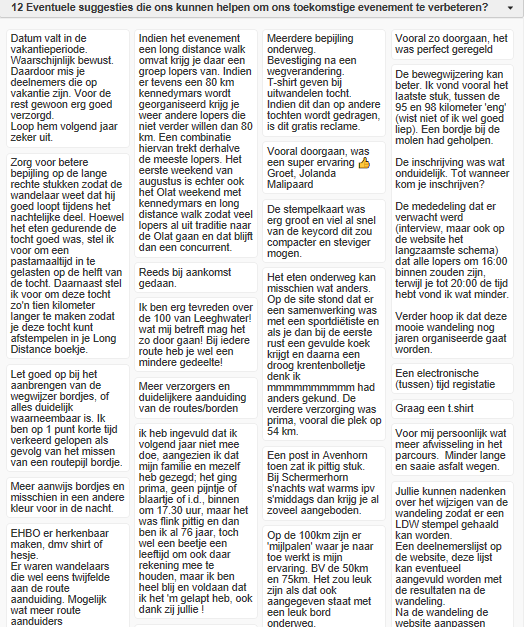 12 Eventuele suggesties die ons kunnen helpen om ons toekomstige evenement te verbeteren?
Datum valt in de
vakantieperiode.
Waarschijnlijk bewust.
Daardoor mis je
deelnemers die op
vakantie zijn. Voor de
rest gewoon erg goed
verzorgd.
Loop hem volgend jaar
zeker uit.
Zorg voor betere
bepijling op de lange
rechte stukken zodat de
wandelaar weet dat hij
goed loopt tijdens het
nachtelijke deel. Hoewel
het eten gedurende de
tocht goed was, stel ik
voor om een
pastamaaltijd in te
gelasten op de helft van
de tocht. Daarnaast stel
ik voor om deze tocht
zo'n tien kilometer
langer te maken zodat
je deze tocht kunt
afstempelen in je Long
Distance boekje.
Let goed op bij het
aanbrengen van de
wegwijzer bordjes, of
alles duidelijk
waarneembaar is. Ik
ben op 1 punt korte tijd
verkeerd gelopen als
gevolg van het missen
van een routepijl bordje.
Meer aanwijs bordjes en
misschien in een andere
kleur voor in de nacht.
EHBO er herkenbaar
maken, dmv shirt of
hesje.
Er waren wandelaars
die wel eens twijfelde
aan de route
aanduiding. Mogelijk
wat meer route
aanduiders
Indien het evenement
een long distance walk
omvat krijg je daar een
groep lopers van. Indien
er tevens een 80 km
kennedymars wordt
georganiseerd krijg je
weer andere lopers die
niet verder willen dan 80
km. Een combinatie
hiervan trekt derhalve
de meeste lopers. Het
eerste weekend van
augustus is echter ook
het Olat weekend met
kennedymars en long
distance walk zodat veel
lopers al uit traditie naar
de Olat gaan en dat blijft
dan een concurrent.
Reeds bij aankomst
gedaan.
Ik ben erg tevreden over
de 100 van Leeghwater!
wat mij betreft mag het
zo door gaan! Bij iedere
route heb je wel een
mindere gedeelte!
Meer verzorgers en
duidelijkere aanduiding
van de routes/borden
ik heb ingevuld dat ik
volgend jaar niet mee
doe, aangezien ik dat
mijn familie en mezelf
heb gezegd; het ging
prima, geen pijntje of
blaartje of i.d., binnen
om 17.30 uur, maar het
was flink pittig en dan
ben ik al 76 jaar, toch
wel een beetje een
leeftijd om ook daar
rekening mee te
houden, maar ik ben
heel blij en voldaan dat
ik het 'm gelapt heb, ook
dank zij jullie !
Meerdere bepijling
onderweg.
Bevestiging na een
wegverandering.
T-shirt geven bij
uitwandelen tocht.
Indien dit dan op andere
tochten wordt gedragen,
is dit gratis reclame.
Vooral doorgaan, was
een super ervaring 👍
Groet, Jolanda
Malipaard
De stempelkaart was
erg groot en viel al snel
van de keycord dit zou
compacter en steviger
mogen.
Het eten onderweg kan
misschien wat anders.
Op de site stond dat er
een samenwerking was
met een sportdiëtiste en
als je dan bij de eerste
rust een gevulde koek
krijgt en daarna een
droog krentenbolletje
denk ik
mmmmmmmmmm had
anders gekund. De
verdere verzorging was
prima, vooral die plek op
54 km.
Een post in Avenhorn
toen zat ik pittig stuk.
Bij Schermerhorn
s'nachts wat warms ipv
s'middags dan krijg je al
zoveel aangeboden.
Op de 100km zijn er
'mijlpalen' waar je naar
toe werkt is mijn
ervaring. BV de 50km
en 75km. Het zou leuk
zijn als dat ook
aangegeven staat met
een leuk bord
onderweg.
Vooral zo doorgaan, het
was perfect geregeld
De bewegwijzering kan
beter. Ik vond vooral het
laatste stuk, tussen de
95 en 98 kilometer 'eng'
(wist niet of ik wel goed
liep). Een bordje bij de
molen had geholpen.
De inschrijving was wat
onduidelijk. Tot wanneer
kom je inschrijven?
De mededeling dat er
verwacht werd
(interview, maar ook op
de website het
langzaamste schema)
dat alle lopers om 16:00
binnen zouden zijn,
terwijl je tot 20:00 de tijd
hebt vond ik wat minder.
Verder hoop ik dat deze
mooie wandeling nog
jaren organiseerde gaat
worden.
Een electronische
(tussen) tijd registatie
Graag een t.shirt
Voor mij persoonlijk wat
meer afwisseling in het
parcours. Minder lange
en saaie asfalt wegen.
Jullie kunnen nadenken
over het wijzigen van de
wandeling zodat er een
LDW stempel gehaald
kan worden.
Een deelnemerslijst op
de website, deze lijst
kan eventueel
aangevuld worden met
de resultaten na de
wandeling.
Na de wandeling de
website aanpassen